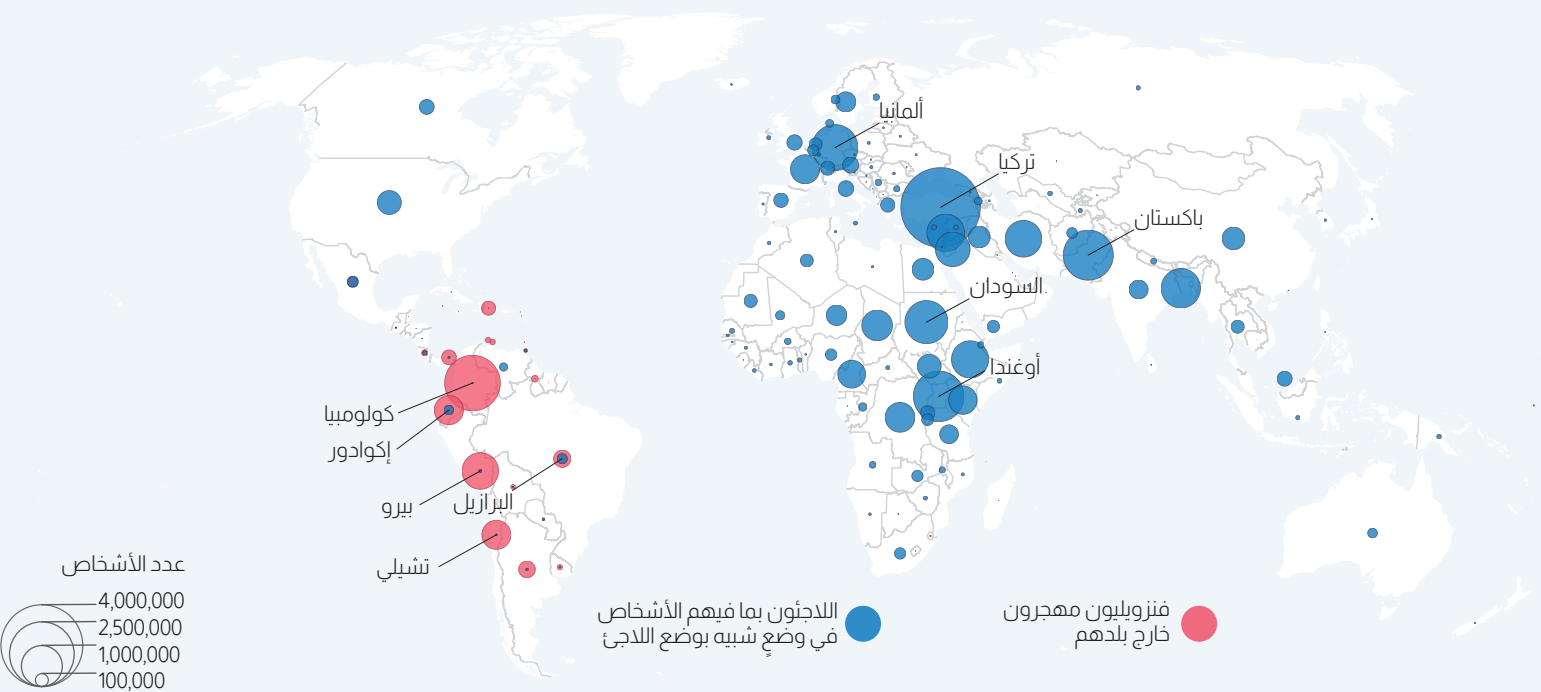 ألمانيا
تركيا
باكستان
السودان
أوغندا
كولومبيا
إكوادور
بيرو
البرازيل
تشيلي
عدد الأشخاص
4,000,000
2,500,000
1,000,000
100,000
فنزويليون مهجرون
خارج بلدهم
اللاجئون بما فيهم الأشخاص
في وضعٍ شبيه بوضع اللاجئ